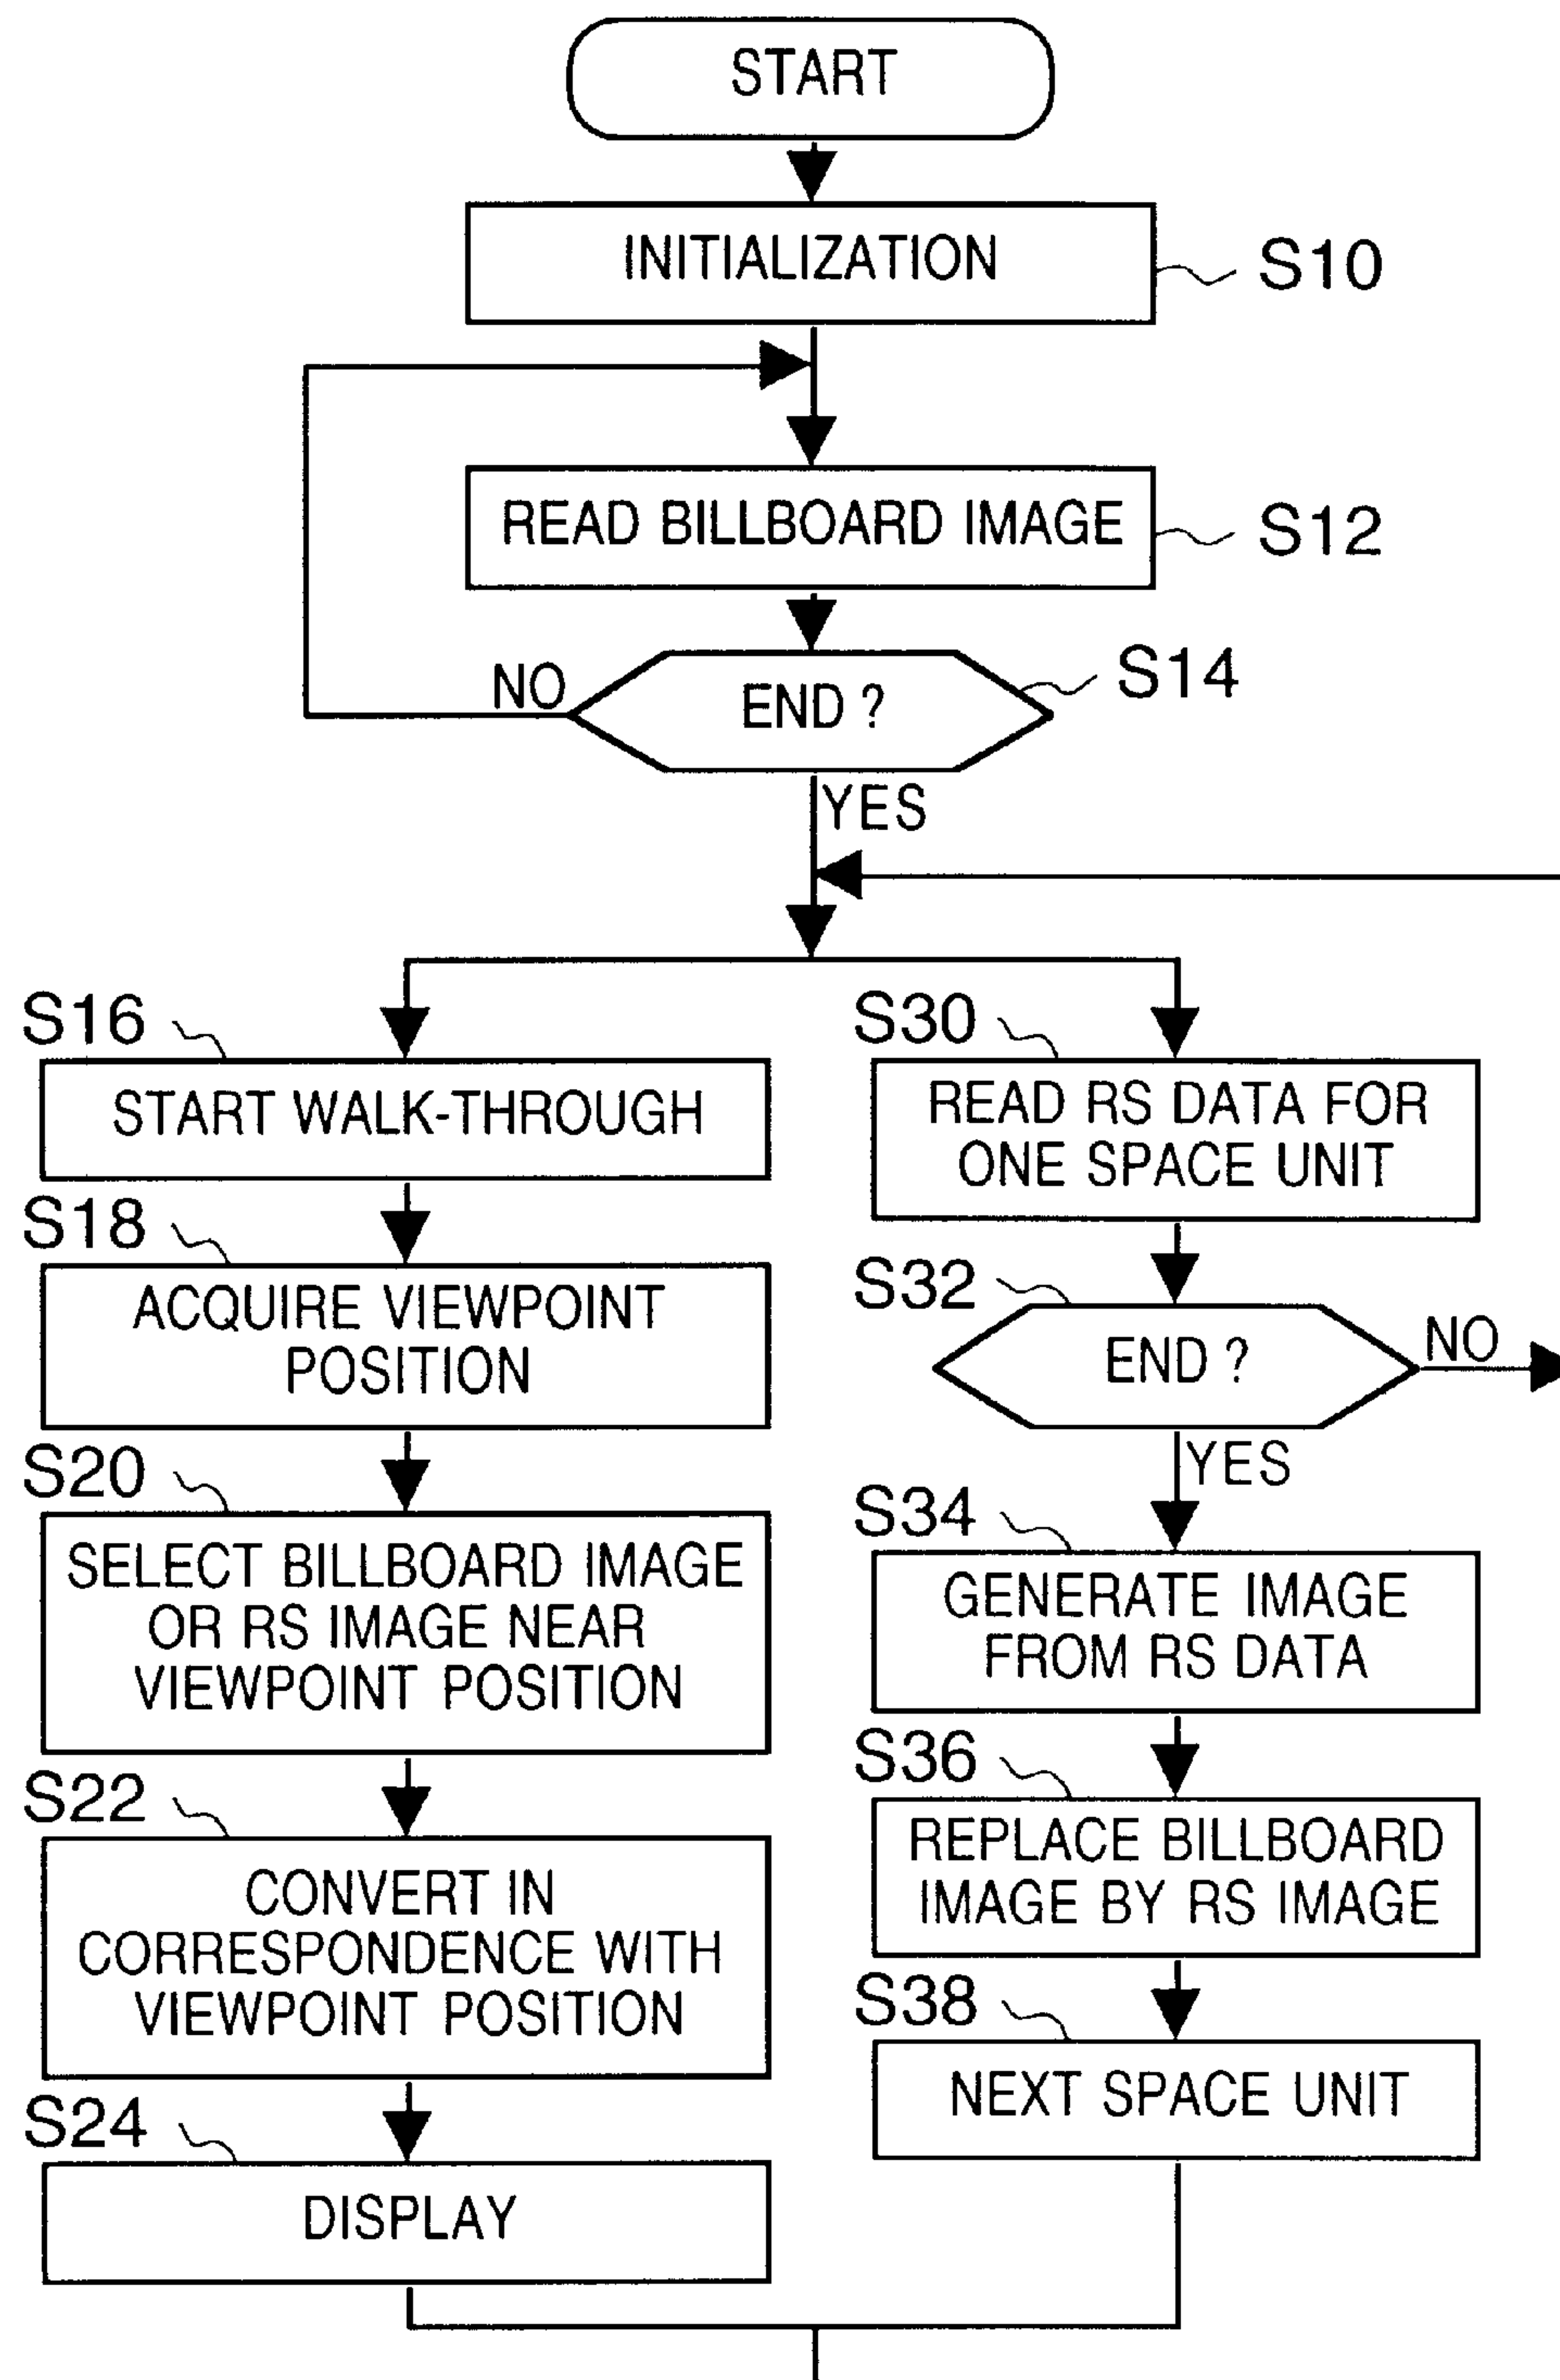 START
INITIALIZATION
S10
READ BILLBOARD IMAGE
S12
NO
END ?
S14
YES
S16
START WALK-THROUGH
S18
ACQUIRE VIEWPOINT
POSITION
S20
SELECT BILLBOARD IMAGE
OR RS IMAGE NEAR
VIEWPOINT POSITION
S22
CONVERT IN
CORRESPONDENCE WITH
VIEWPOINT POSITION
S24
DISPLAY
S30
READ RS DATA FOR
ONE SPACE UNIT
S32
END ?
NO
YES
S34
GENERATE IMAGE
FROM RS DATA
S36
REPLACE BILLBOARD
IMAGE BY RS IMAGE
S38
NEXT SPACE UNIT